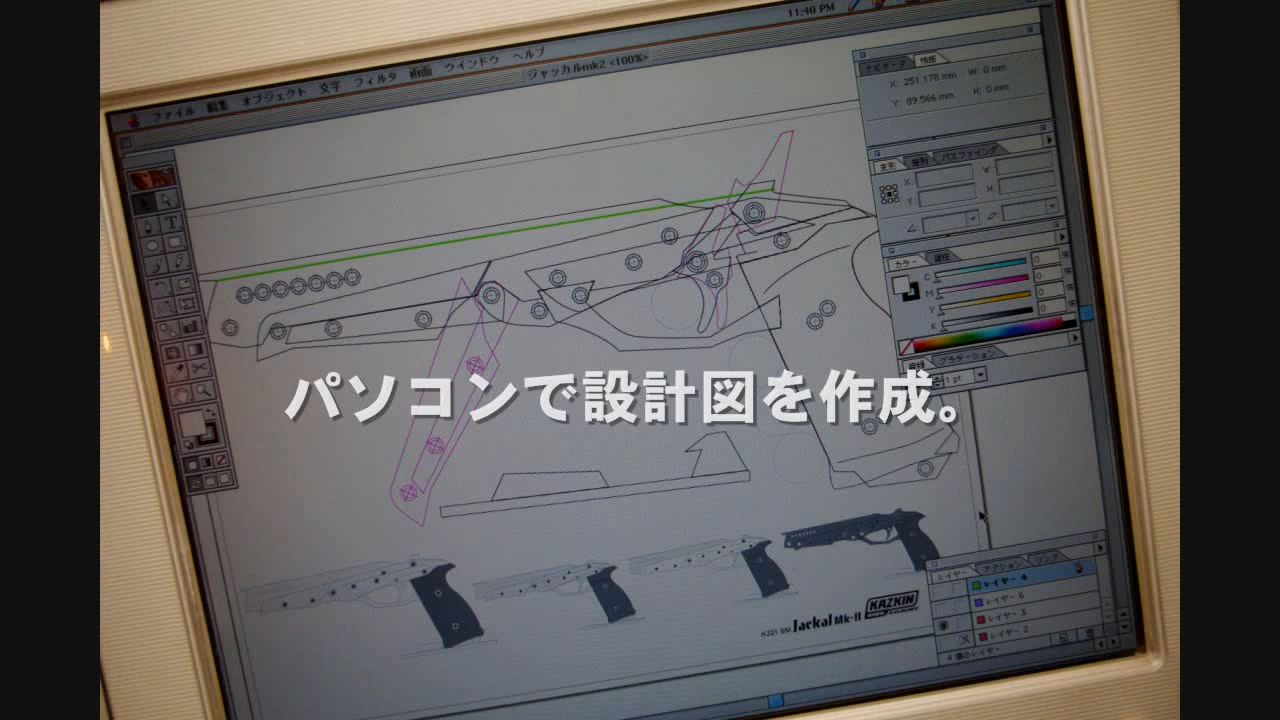 11:40 PM
ファイル 編集 オブジェクト 文字 フィルタ 画面 ウインドウ ヘルプ
ジャッカルmk2 <100%>
ナビゲータ 情報
X: 251.178 mm W: 0 mm
Y: 89.566 mm H: 0 mm
変形 整列 パスファインダ
X: W:
Y: H:
カラー 属性
C 0 %
M 0 %
Y 0 %
K 0 %
グラデーション
1 pt
T
パソコンで設計図を作成。
レイヤー アクション リンク
レイヤー 4
レイヤー 6
レイヤー 3
レイヤー 2
4 個のレイヤー
K221 SM Jackal Mk-II KAZKIN